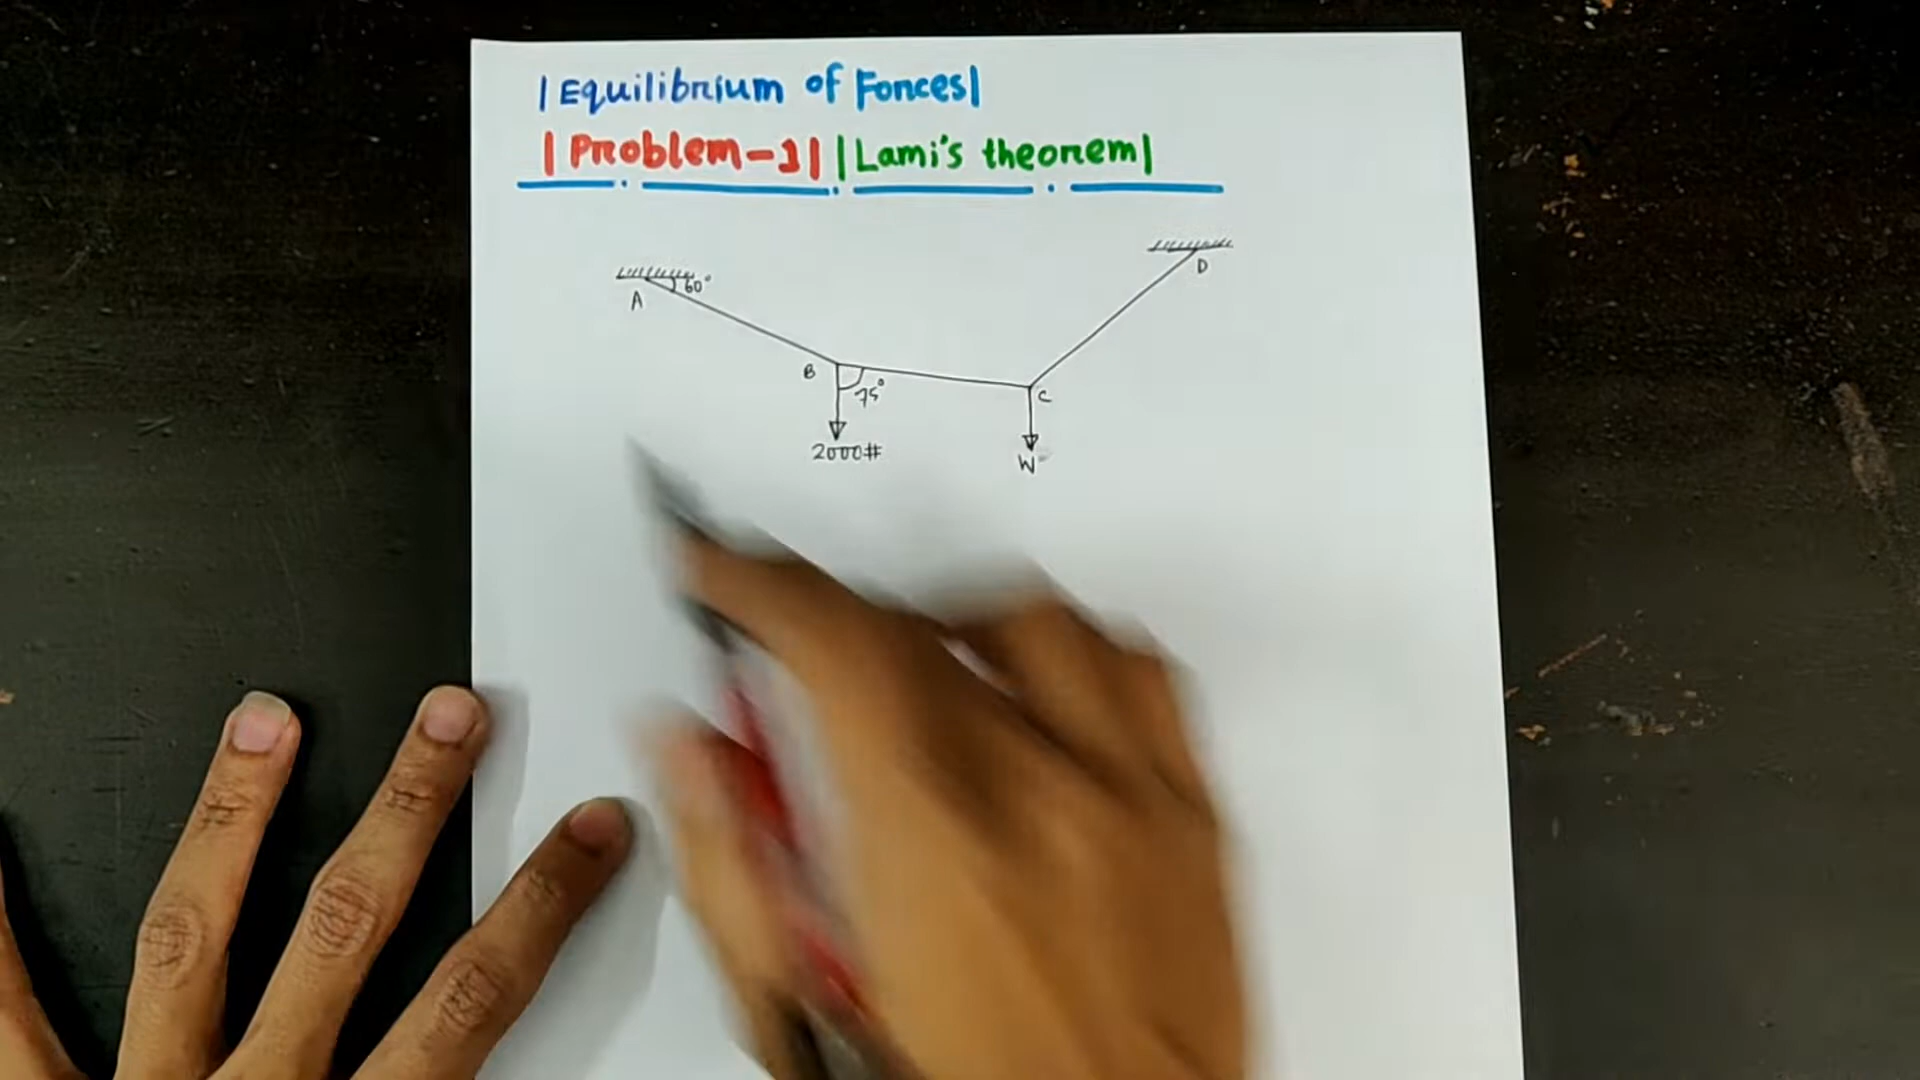 |Equilibrium of Forces|
|Problem-1| |Lami's theorem|
D
60°
A
B
75°
C
2000#
W